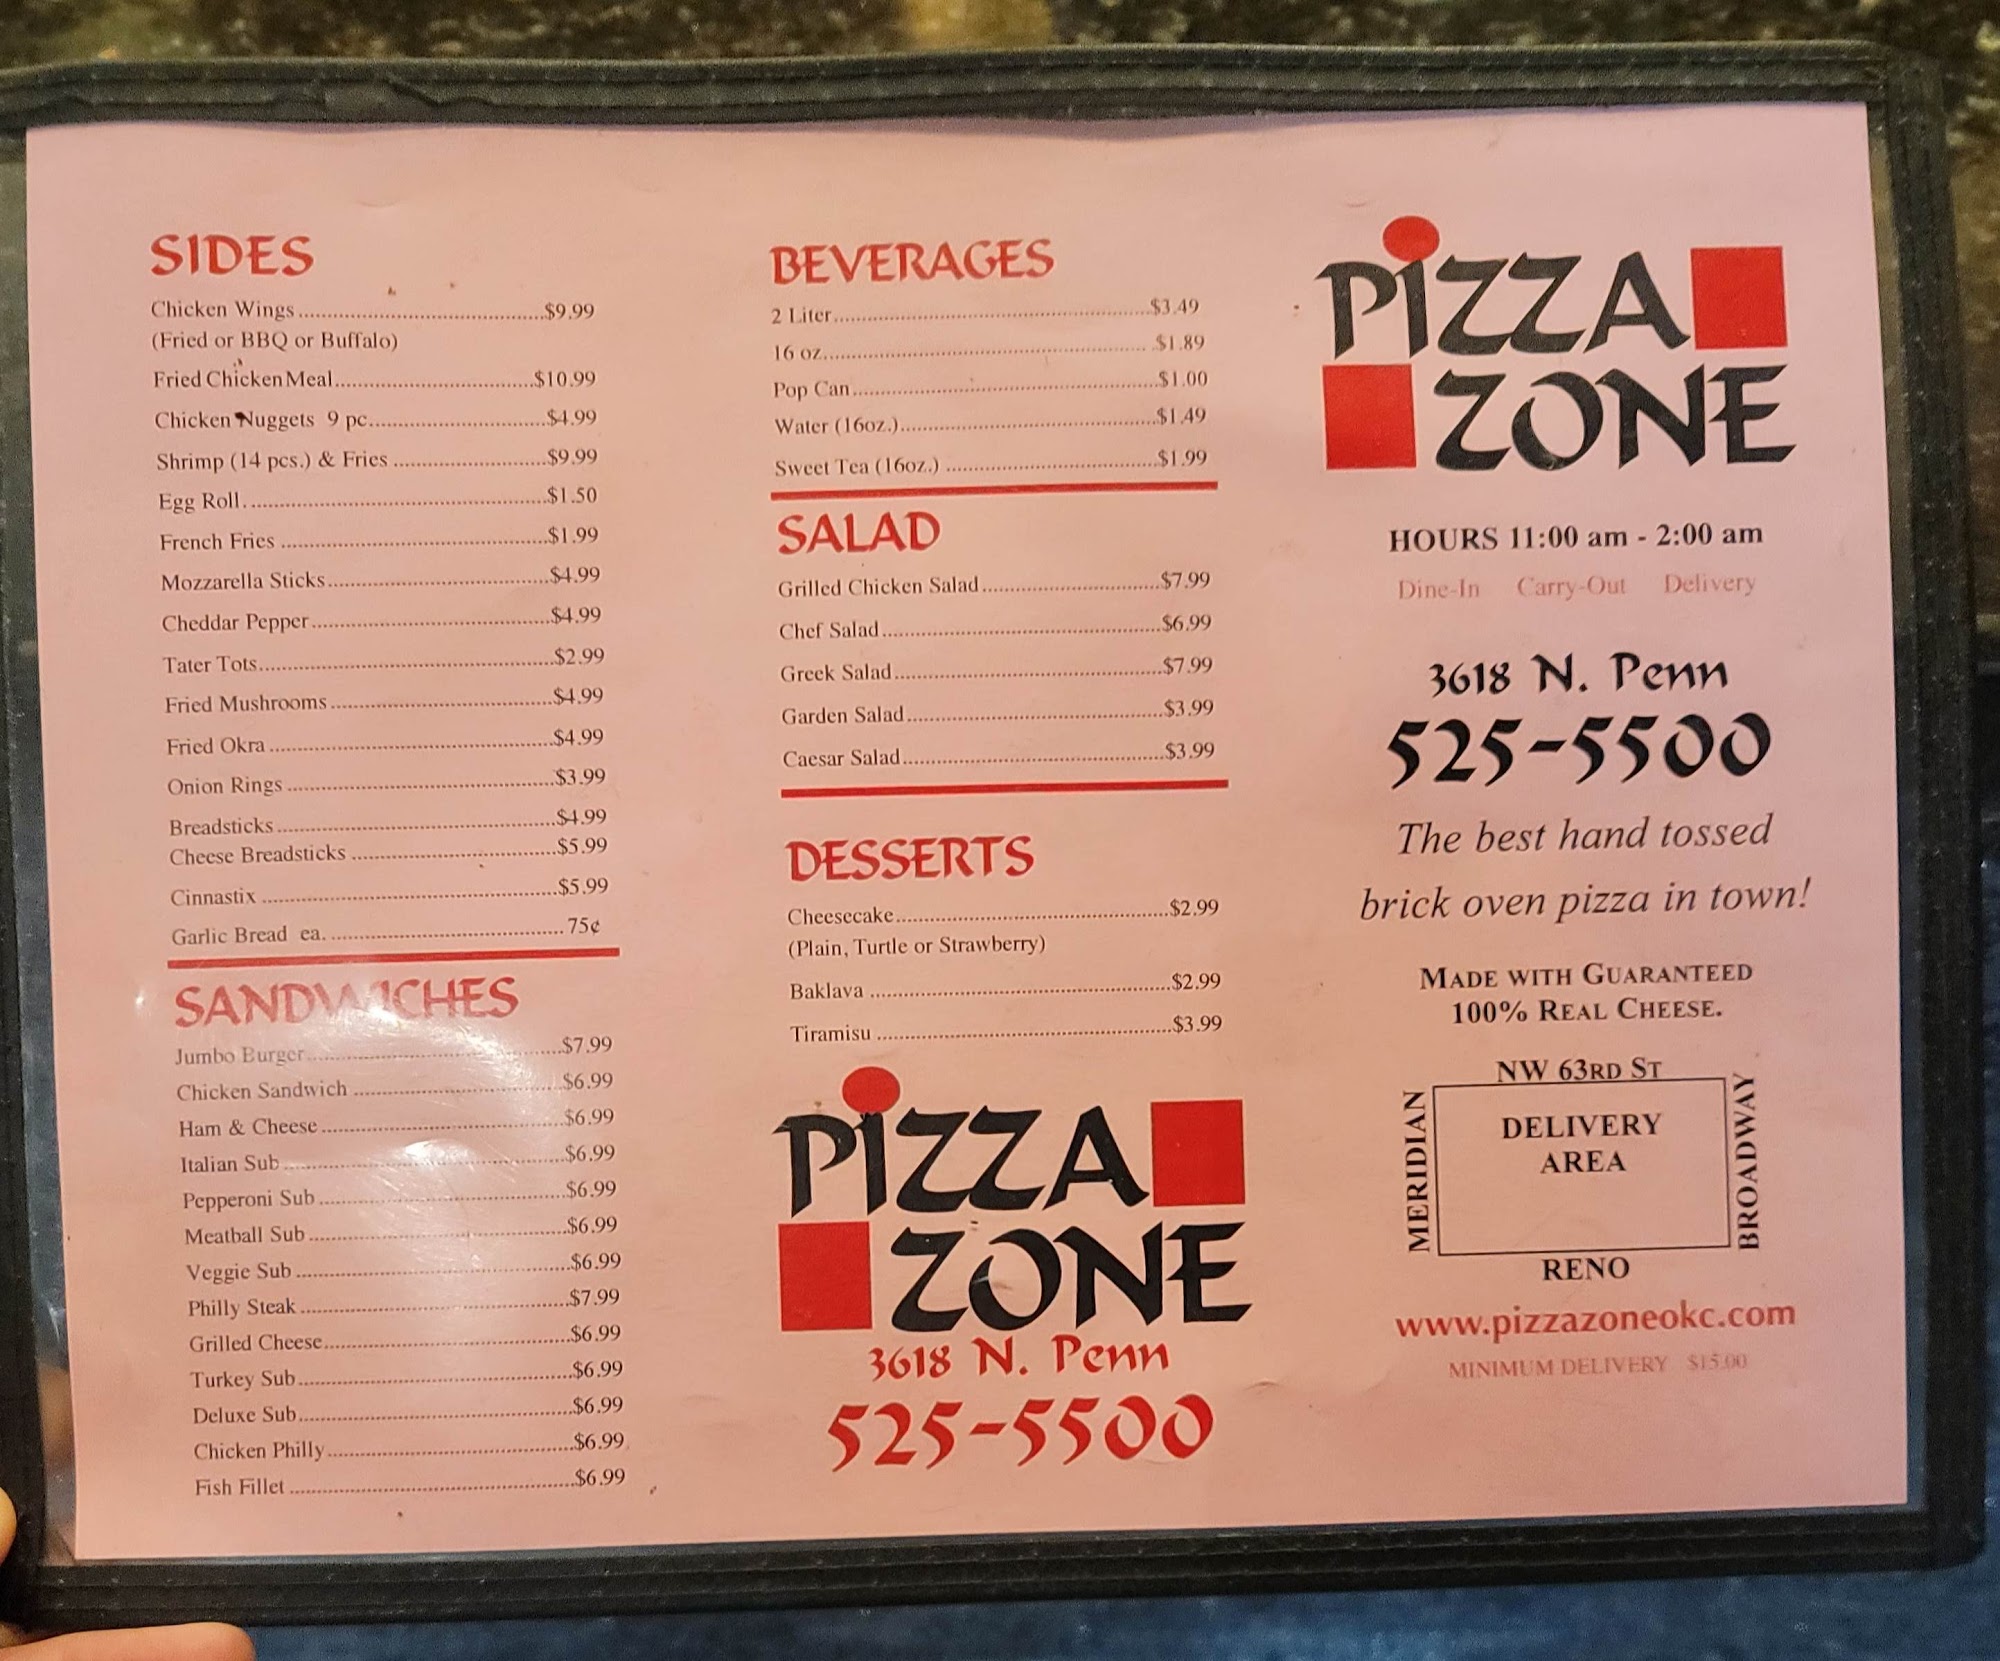 SIDES
Chicken Wings ........ $9.99
(Fried or BBQ or Buffalo)
Fried Chicken Meal ........ $10.99
Chicken Nuggets 9 pc. ........ $4.99
Shrimp (14 pcs.) & Fries ........ $9.99
Egg Roll ........ $1.50
French Fries ........ $1.99
Mozzarella Sticks ........ $4.99
Cheddar Pepper ........ $4.99
Tater Tots ........ $2.99
Fried Mushrooms ........ $4.99
Fried Okra ........ $4.99
Onion Rings ........ $3.99
Breadsticks ........ $4.99
Cheese Breadsticks ........ $5.99
Cinnastix ........ $5.99
Garlic Bread ea. ........ 75¢
SANDWICHES
Jumbo Burger ........ $7.99
Chicken Sandwich ........ $6.99
Ham & Cheese ........ $6.99
Italian Sub ........ $6.99
Pepperoni Sub ........ $6.99
Meatball Sub ........ $6.99
Veggie Sub ........ $6.99
Philly Steak ........ $7.99
Grilled Cheese ........ $6.99
Turkey Sub ........ $6.99
Deluxe Sub ........ $6.99
Chicken Philly ........ $6.99
Fish Fillet ........ $6.99
BEVERAGES
2 Liter ........ $3.49
16 oz. ........ $1.89
Pop Can ........ $1.00
Water (16oz.) ........ $1.49
Sweet Tea (16oz.) ........ $1.99
SALAD
Grilled Chicken Salad ........ $7.99
Chef Salad ........ $6.99
Greek Salad ........ $7.99
Garden Salad ........ $3.99
Caesar Salad ........ $3.99
DESSERTS
Cheesecake ........ $2.99
(Plain, Turtle or Strawberry)
Baklava ........ $2.99
Tiramisu ........ $3.99
PIZZA
ZONE
3618 N. Penn
525-5500
PIZZA
ZONE
HOURS 11:00 am - 2:00 am
Dine-In Carry-Out Delivery
3618 N. Penn
525-5500
The best hand tossed
brick oven pizza in town!
MADE WITH GUARANTEED
100% REAL CHEESE.
NW 63RD ST
MERIDIAN
DELIVERY
AREA
BROADWAY
RENO
www.pizzazoneokc.com
MINIMUM DELIVERY $15.00